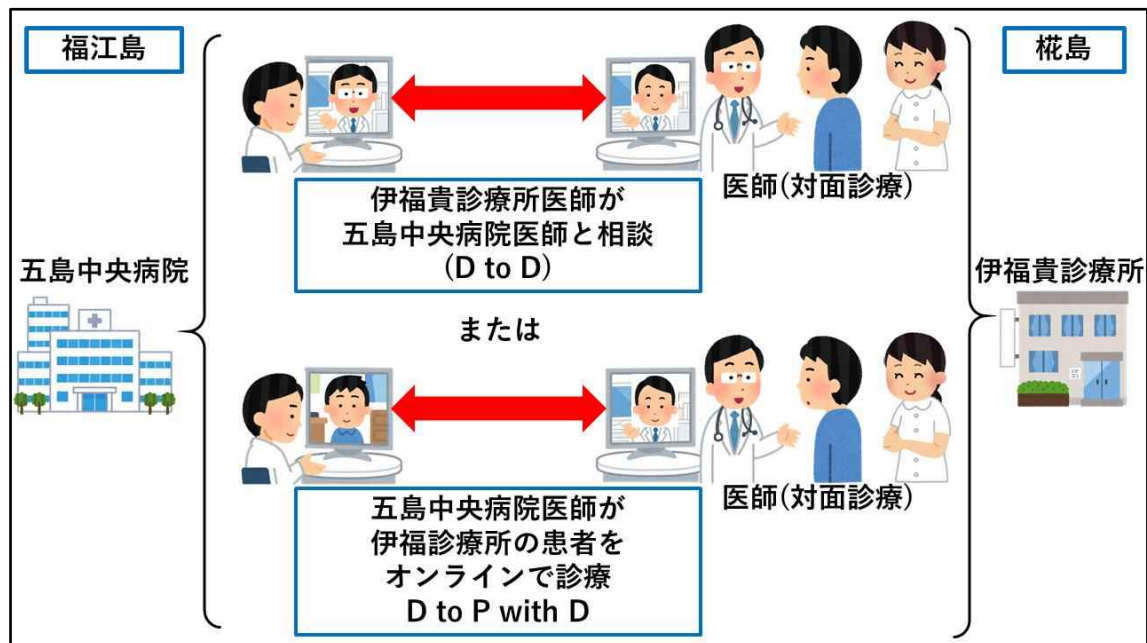 福江島
椛島
医師(対面診療)
伊福貴診療所医師が
五島中央病院医師と相談
(D to D)
五島中央病院
伊福貴診療所
または
医師(対面診療)
五島中央病院医師が
伊福診療所の患者を
オンラインで診療
D to P with D